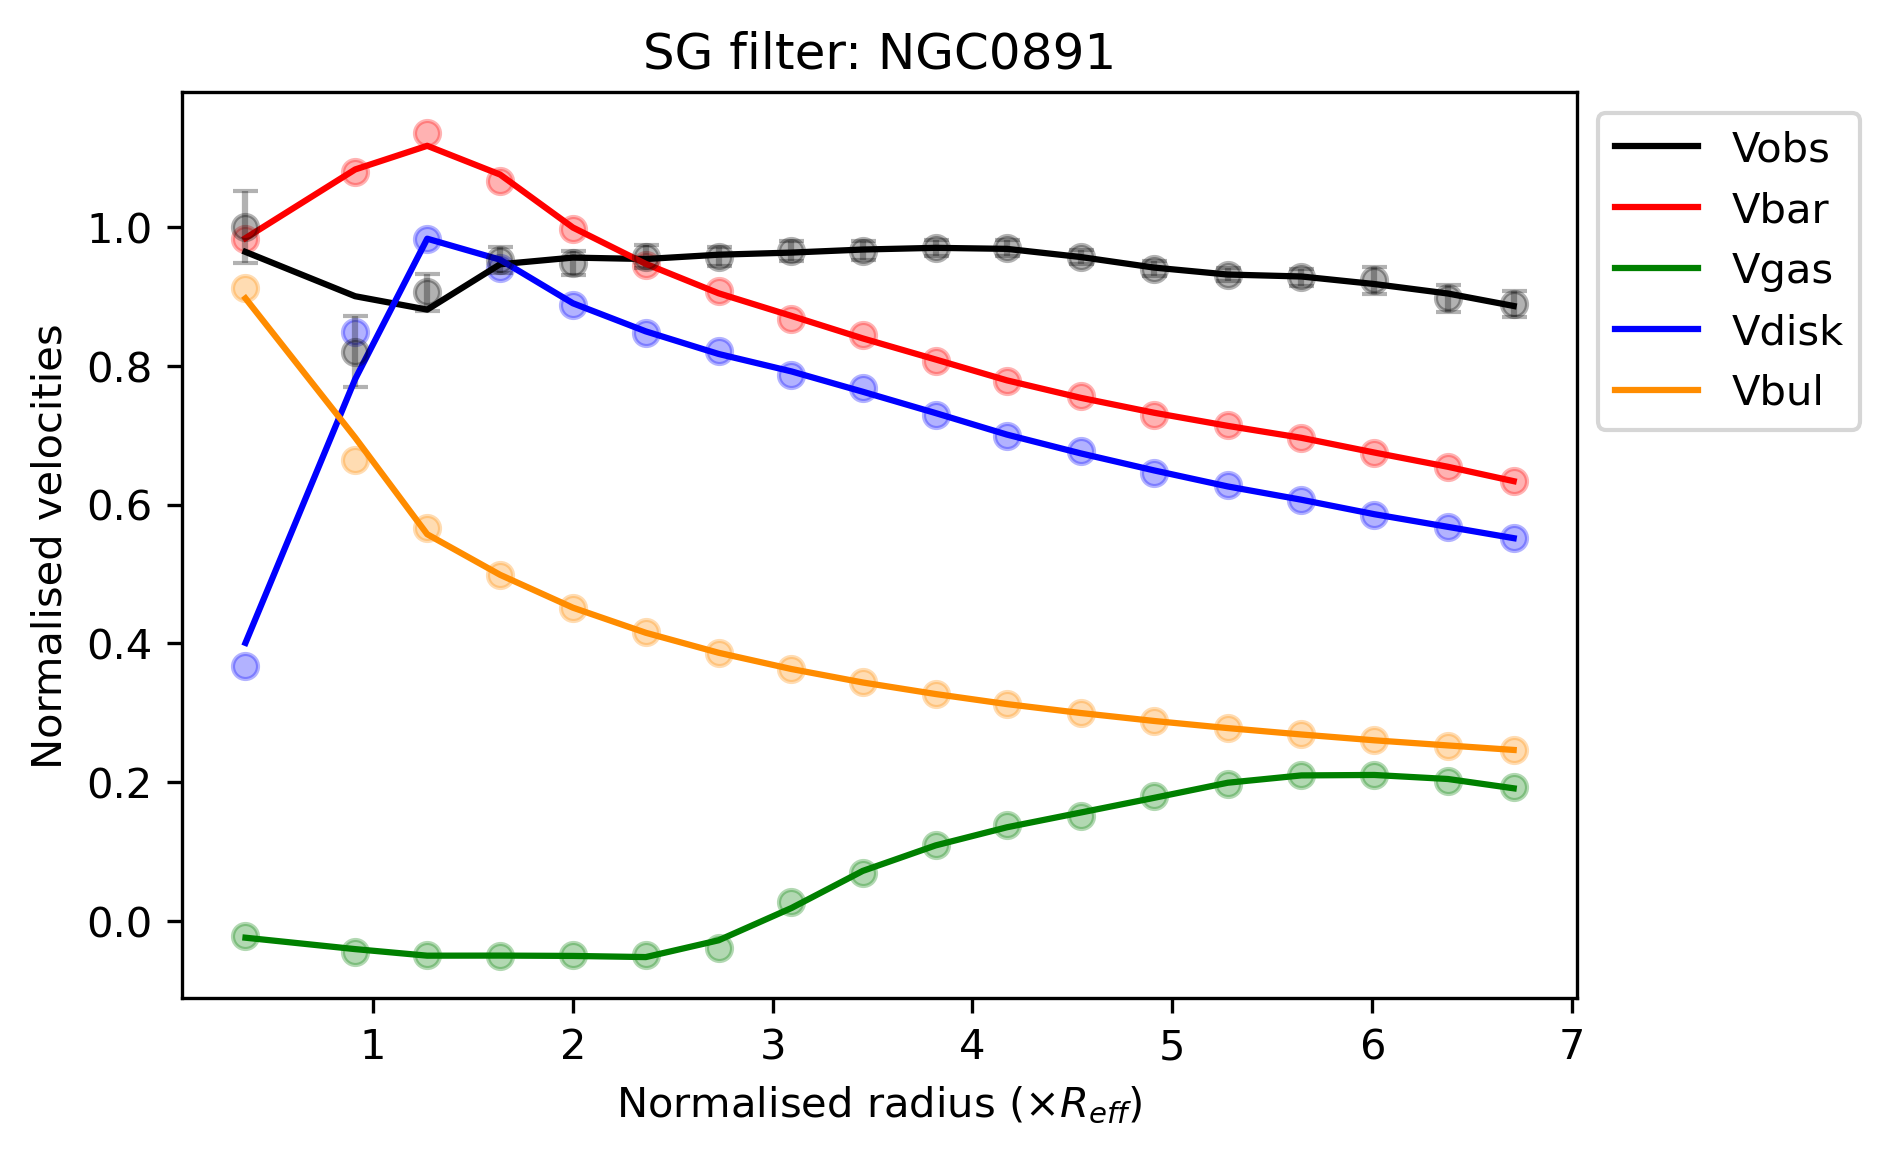 SG filter: NGC0891
Normalised velocities
1.0
0.8
0.6
0.4
0.2
0.0
1 2 3 4 5 6 7
Normalised radius (×R_eff)
Vobs
Vbar
Vgas
Vdisk
Vbul